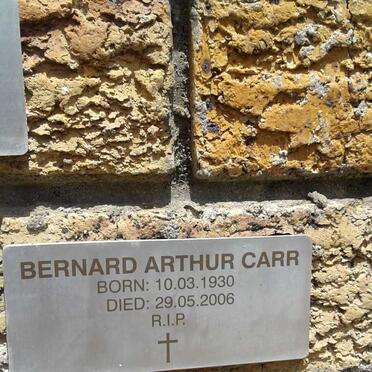 BERNARD ARTHUR CARR
BORN: 10.03.1930
DIED: 29.05.2006
R.I.P.